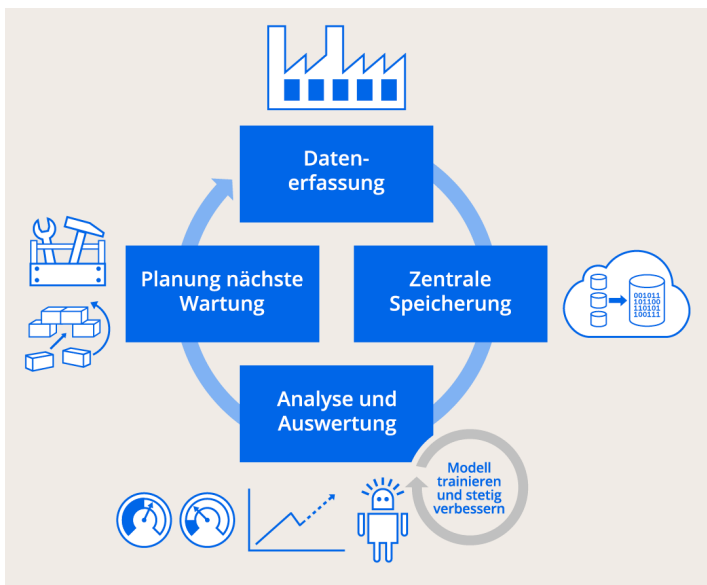 Daten-
erfassung
Planung nächste
Wartung
Zentrale
Speicherung
001011
101100
110101
100111
Analyse und
Auswertung
Modell
trainieren
und stetig
verbessern